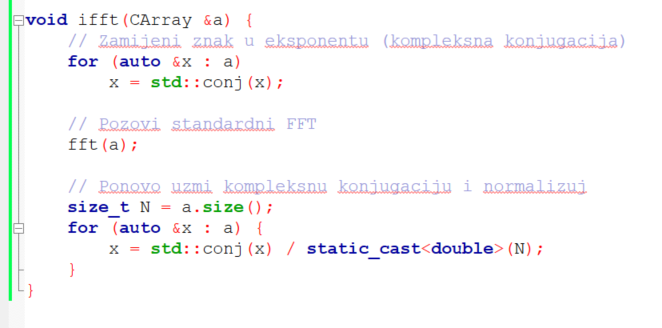 void ifft(CArray &a) {
// Zamijeni znak u eksponentu (kompleksna konjugacija)
for (auto &x : a)
x = std::conj(x);
// Pozovi standardni FFT
fft(a);
// Ponovo uzmi kompleksnu konjugaciju i normalizuj
size_t N = a.size();
for (auto &x : a) {
x = std::conj(x) / static_cast<double>(N);
}
}